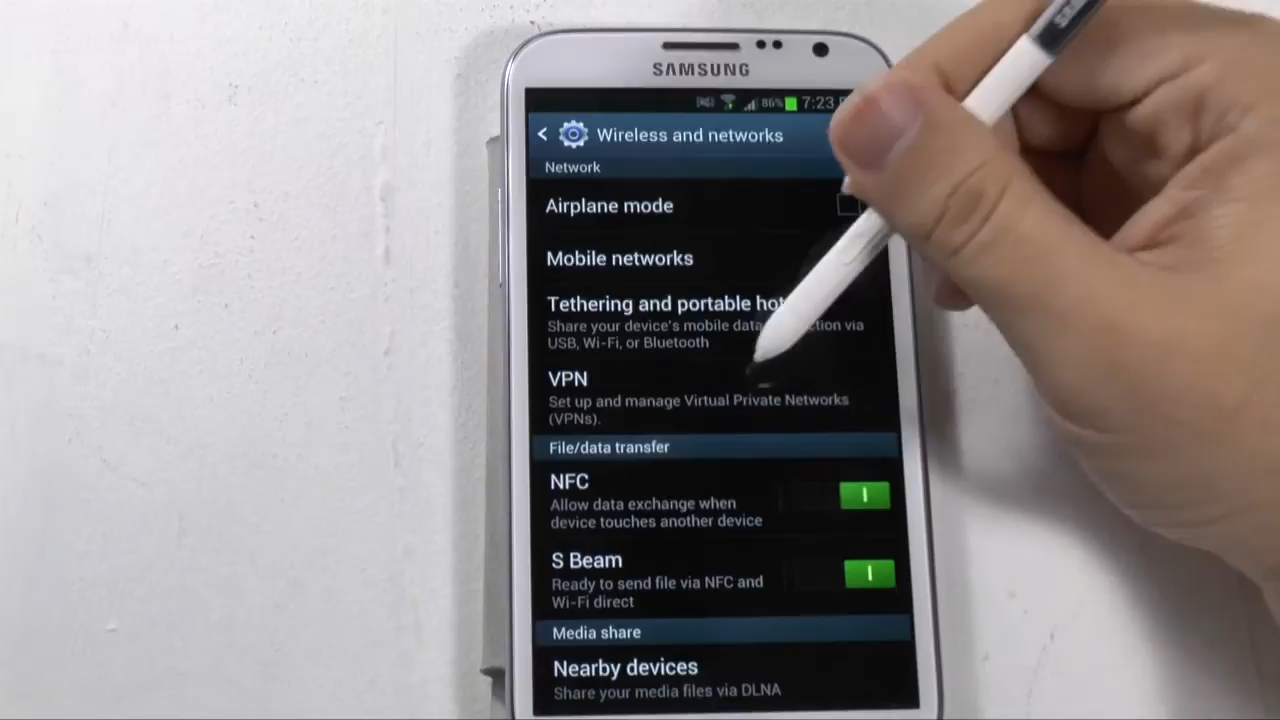 SAMSUNG
86% 7:23
Wireless and networks
Network
Airplane mode
Mobile networks
Tethering and portable hot
Share your device's mobile data ction via
USB, Wi-Fi, or Bluetooth
VPN
Set up and manage Virtual Private Networks
(VPNs).
File/data transfer
NFC
Allow data exchange when
device touches another device
S Beam
Ready to send file via NFC and
Wi-Fi direct
Media share
Nearby devices
Share your media files via DLNA